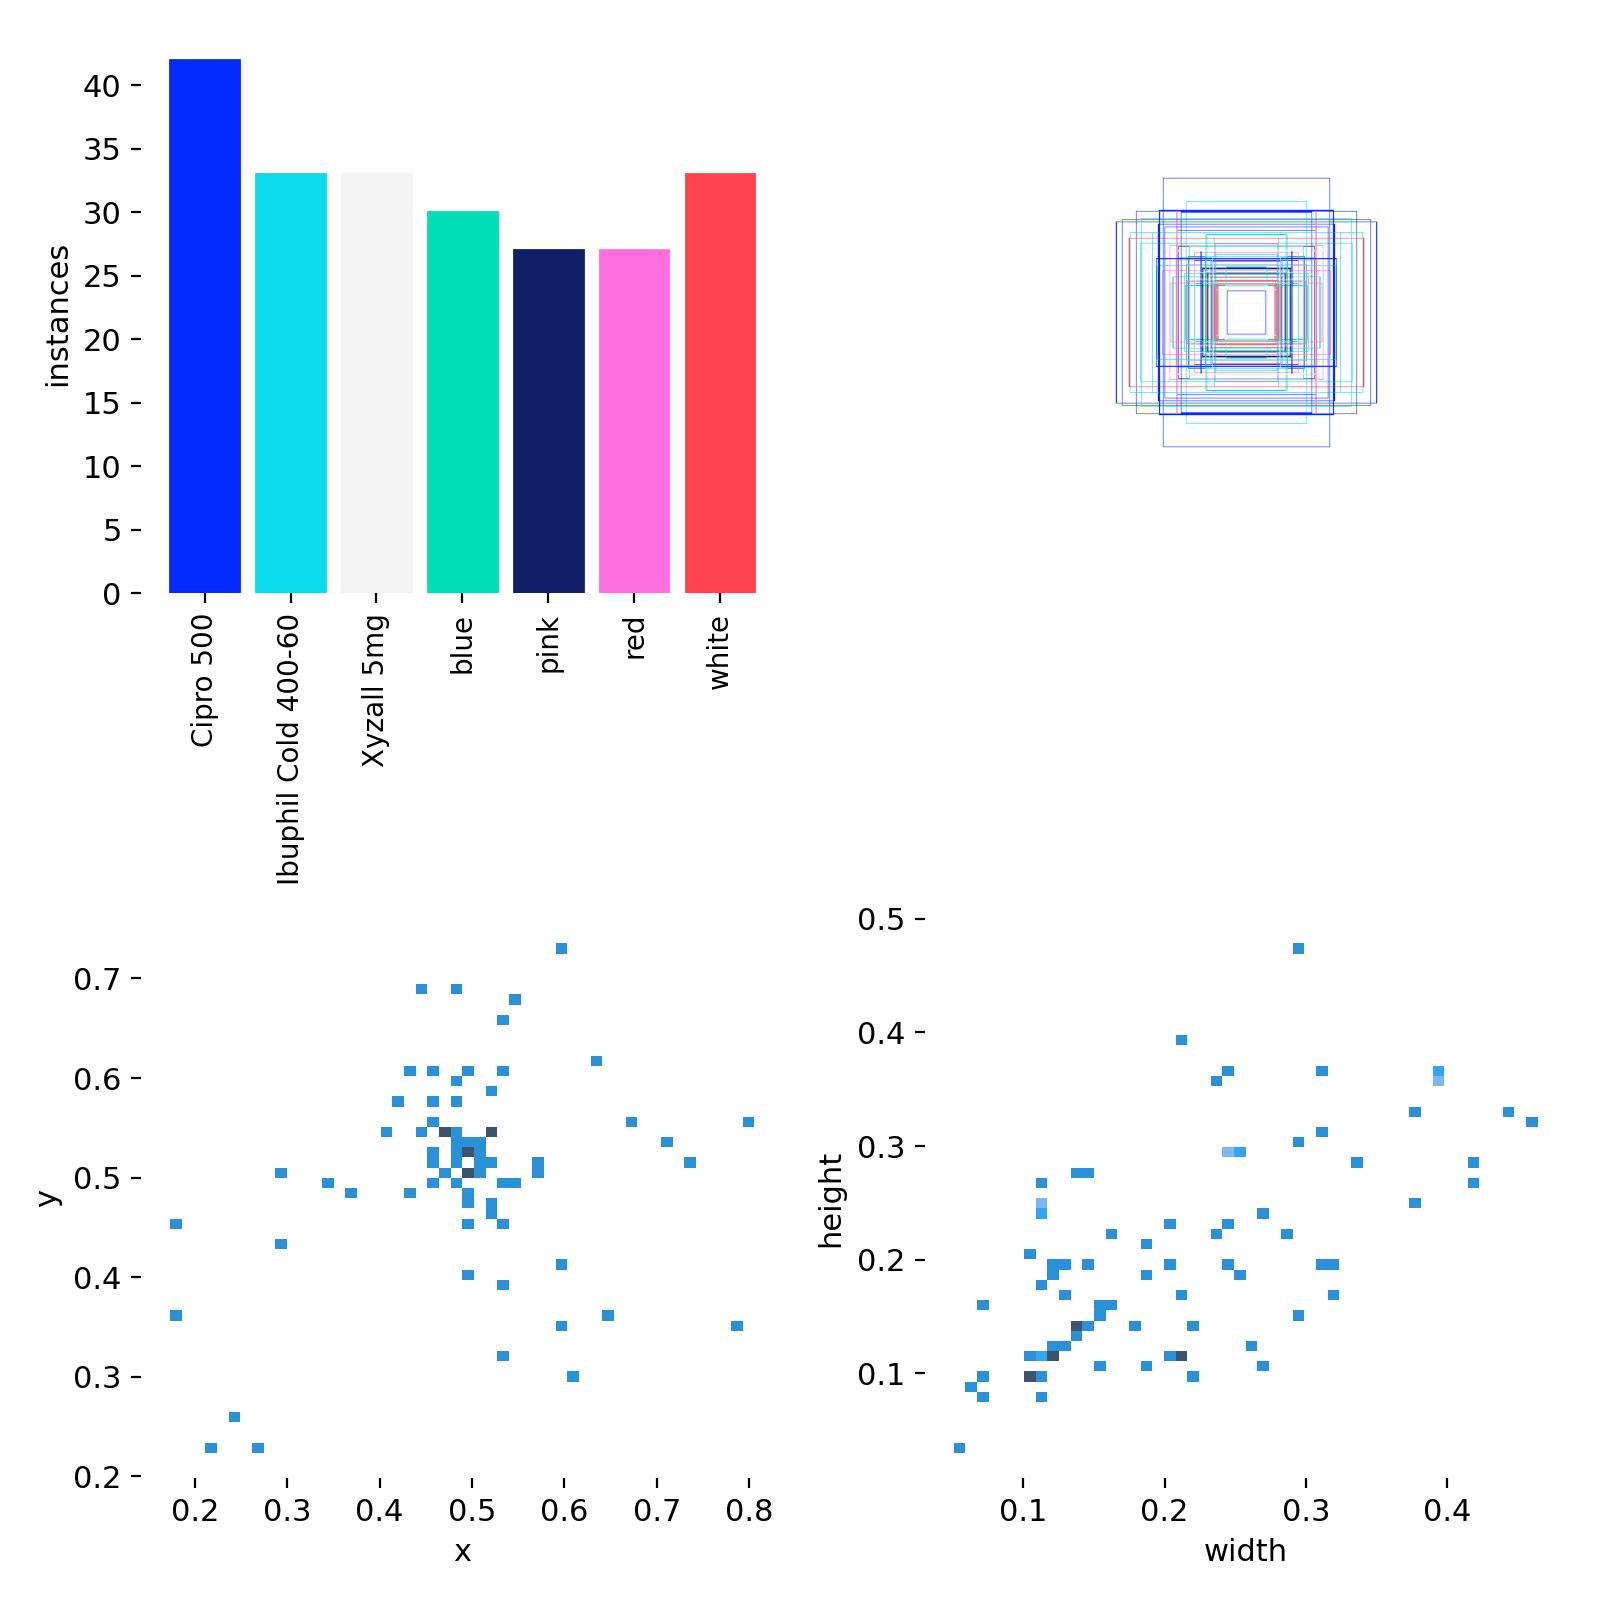 40
35
30
25
20
15
10
5
0
instances
Cipro 500
Ibuphil Cold 400-60
Xyzall 5mg
blue
pink
red
white
0.7
0.6
0.5
0.4
0.3
0.2
y
0.2 0.3 0.4 0.5 0.6 0.7 0.8
x
0.5
0.4
0.3
0.2
0.1
height
0.1 0.2 0.3 0.4
width